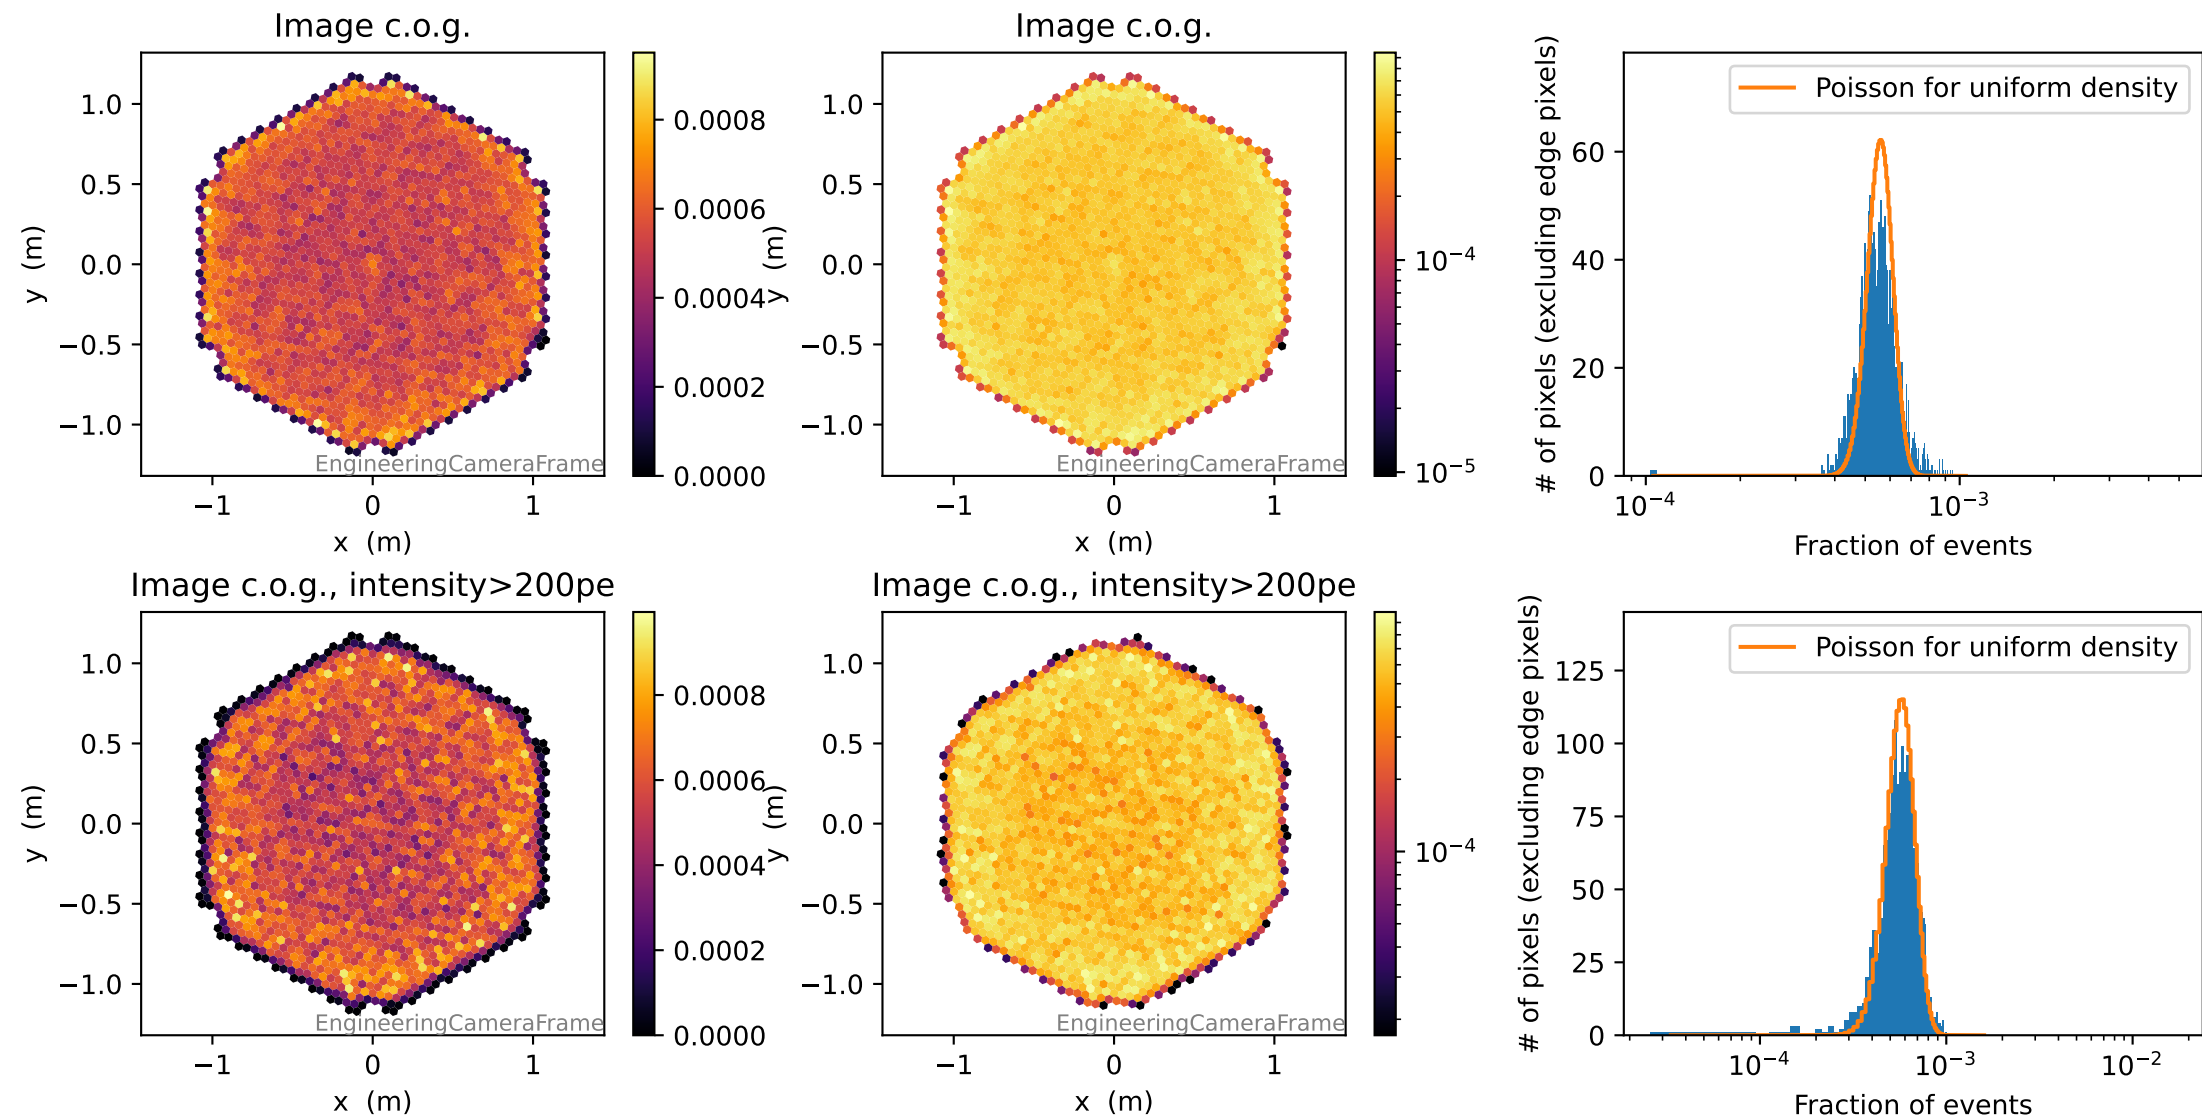 Image c.o.g.
y (m)
1.0
0.5
0.0
−0.5
−1.0
−1
0
1
x (m)
EngineeringCameraFrame
0.0008
0.0006
0.0004
0.0002
0.0000
Image c.o.g.
y (m)
1.0
0.5
0.0
−0.5
−1.0
−1
0
1
x (m)
EngineeringCameraFrame
10⁻⁴
10⁻⁵
# of pixels (excluding edge pixels)
Poisson for uniform density
60
40
20
0
10⁻⁴
10⁻³
Fraction of events
Image c.o.g., intensity>200pe
y (m)
1.0
0.5
0.0
−0.5
−1.0
−1
0
1
x (m)
EngineeringCameraFrame
0.0008
0.0006
0.0004
0.0002
0.0000
Image c.o.g., intensity>200pe
y (m)
1.0
0.5
0.0
−0.5
−1.0
−1
0
1
x (m)
EngineeringCameraFrame
10⁻⁴
# of pixels (excluding edge pixels)
Poisson for uniform density
125
100
75
50
25
0
10⁻⁴
10⁻³
10⁻²
Fraction of events